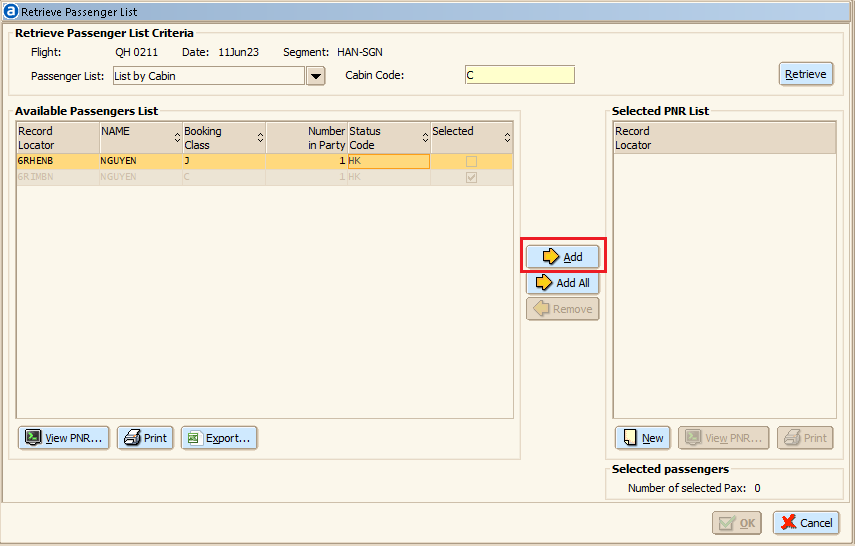 a Retrieve Passenger List
Retrieve Passenger List Criteria
Flight: QH 0211 Date: 11Jun23 Segment: HAN-SGN
Passenger List: List by Cabin Cabin Code: C Retrieve
Available Passengers List
Record Locator NAME Booking Class Number in Party Status Code Selected
6RHENB NGUYEN J 1 HK
6RIMBN NGUYEN C 1 HK
Add
Add All
Remove
View PNR... Print Export...
Selected PNR List
Record
Locator
New View PNR... Print
Selected passengers
Number of selected Pax: 0
OK Cancel